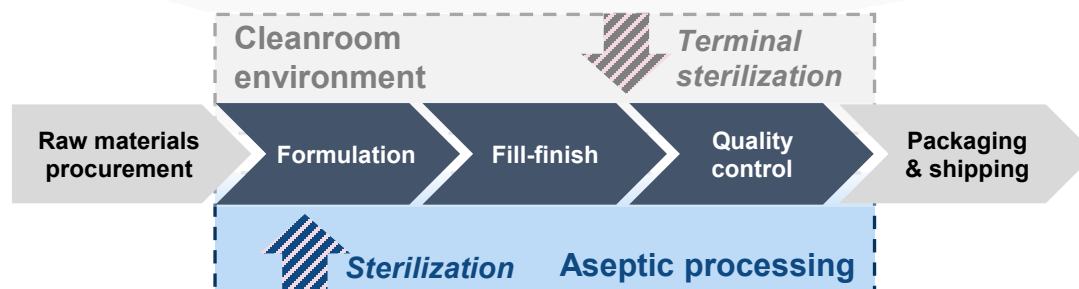 Cleanroom
environment
Terminal
sterilization
Raw materials
procurement
Formulation
Fill-finish
Quality
control
Packaging
& shipping
Sterilization
Aseptic processing